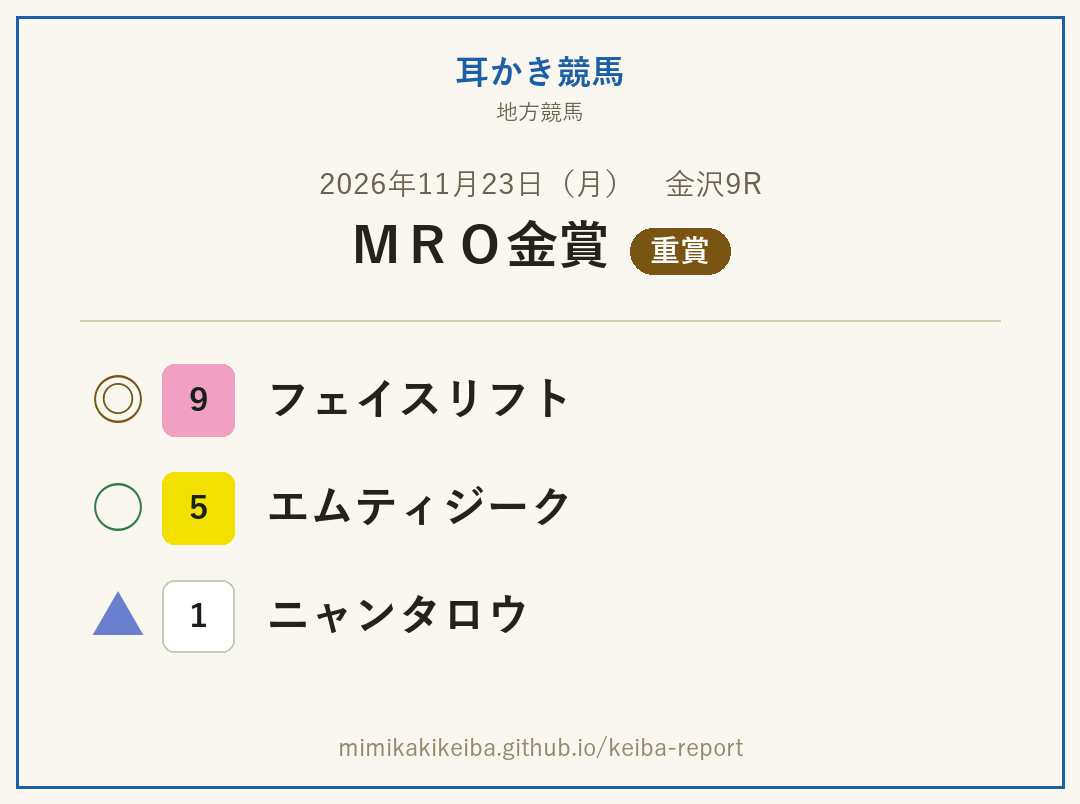 耳かき競馬
地方競馬
2026年11月23日（月）　金沢9R
ＭＲＯ金賞 重賞
◎ 9 フェイスリフト
○ 5 エムティジーク
▲ 1 ニャンタロウ
mimikakikeiba.github.io/keiba-report